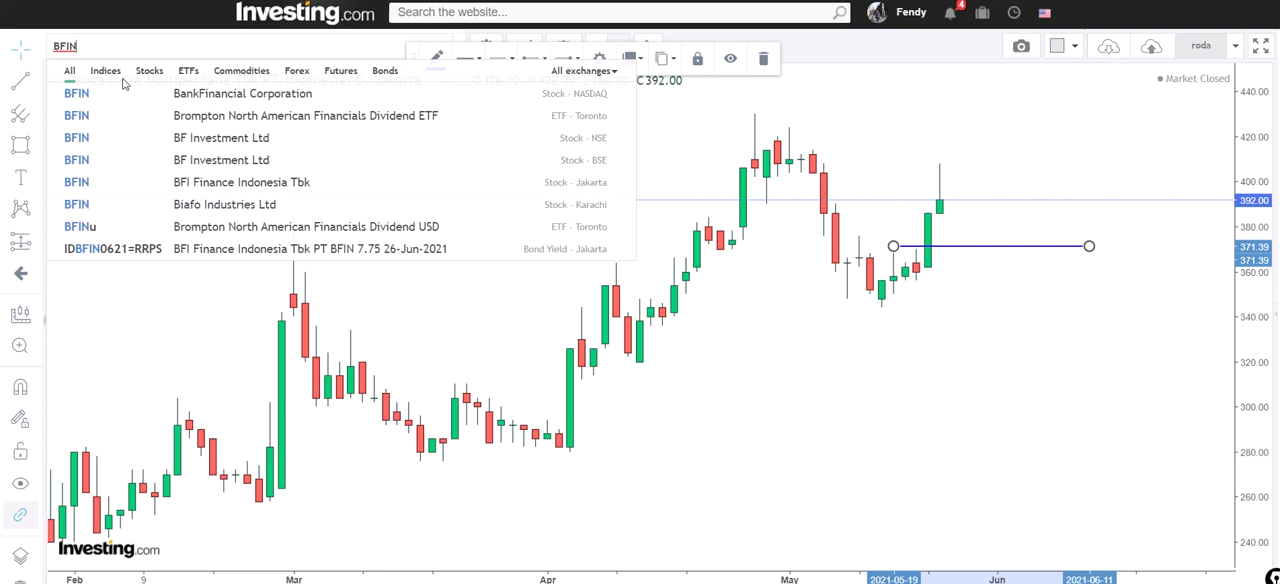 Investing.com
Search the website...
Fendy
4
BFIN
roda
All Indices Stocks ETFs Commodities Forex Futures Bonds All exchanges
C 392.00
Market Closed
BFIN BankFinancial Corporation Stock - NASDAQ
BFIN Brompton North American Financials Dividend ETF ETF - Toronto
BFIN BF Investment Ltd Stock - NSE
BFIN BF Investment Ltd Stock - BSE
BFIN BFI Finance Indonesia Tbk Stock - Jakarta
BFIN Biafo Industries Ltd Stock - Karachi
BFINu Brompton North American Financials Dividend USD ETF - Toronto
IDBFIN0621=RRPS BFI Finance Indonesia Tbk PT BFIN 7.75 26-Jun-2021 Bond Yield - Jakarta
440.00
420.00
400.00
392.00
380.00
371.39
371.39
360.00
340.00
320.00
300.00
280.00
260.00
240.00
Investing.com
Feb 9 Mar Apr May 2021-05-19 Jun 2021-06-11